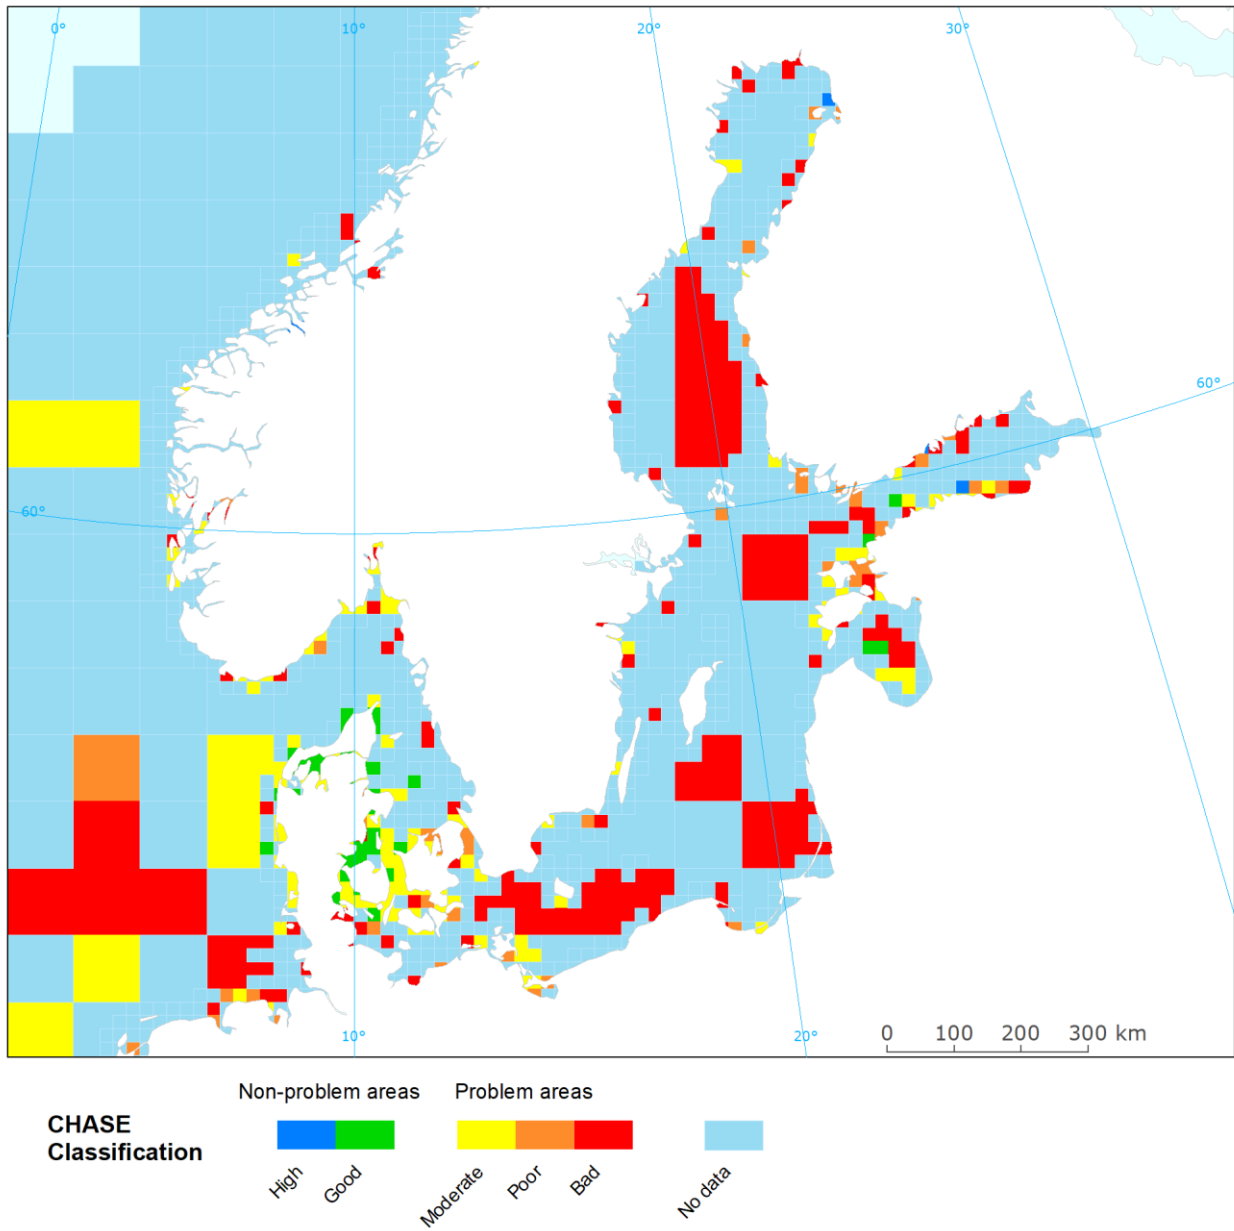 0° 10° 20° 30°
60°
60°
10° 20°
0 100 200 300 km
Non-problem areas Problem areas
CHASE
Classification
High Good Moderate Poor Bad No data